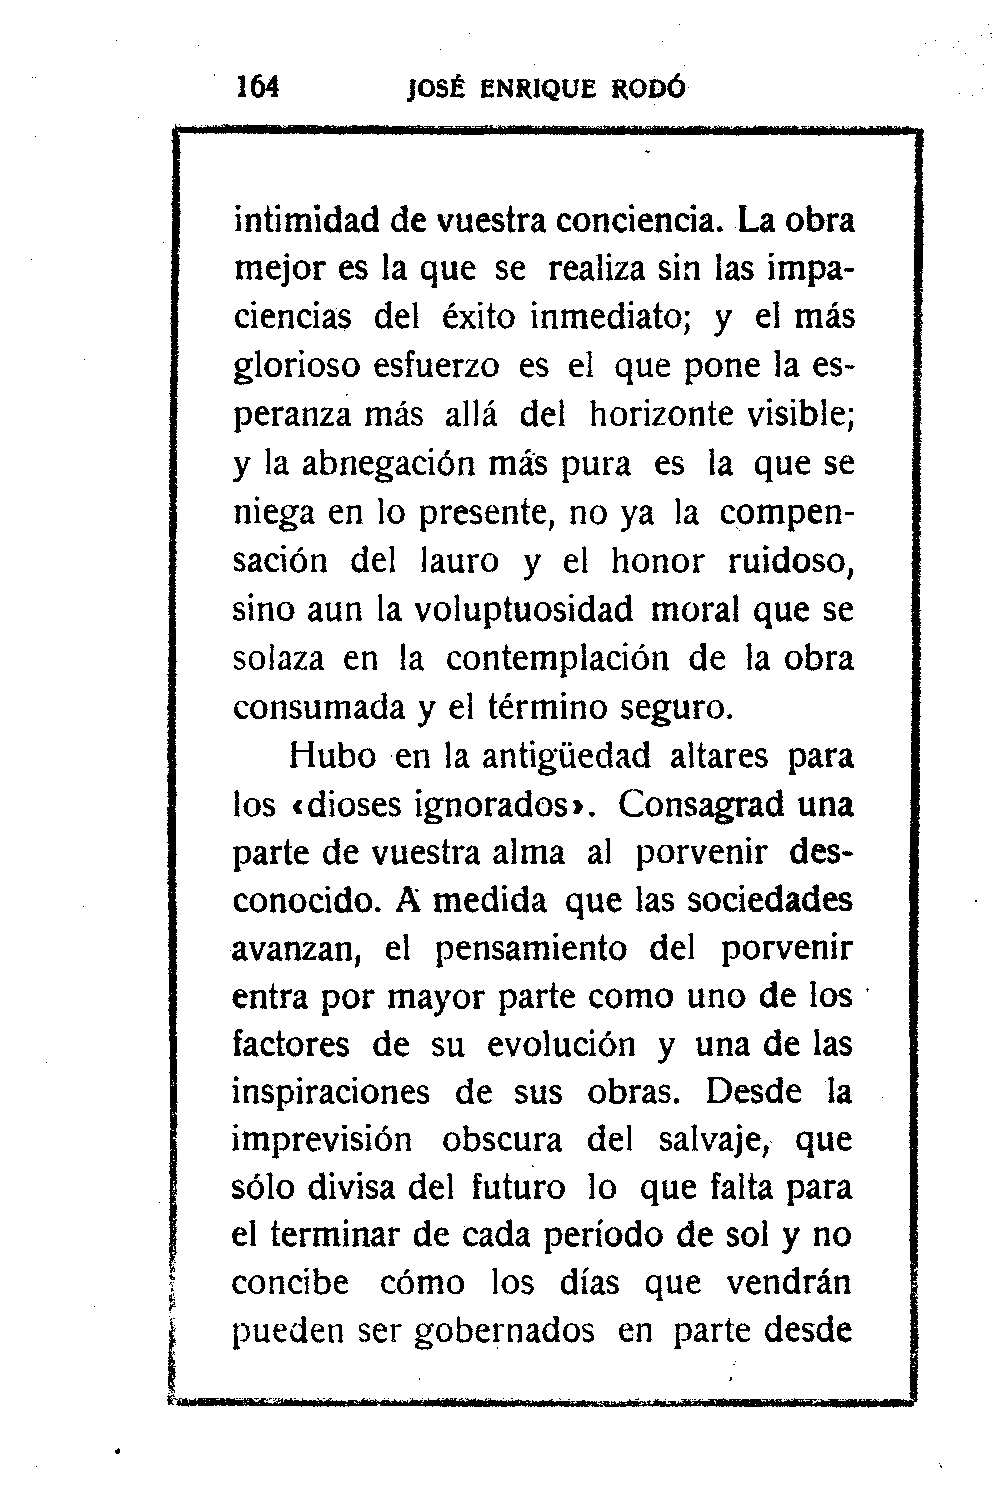 164 JOSÉ ENRIQUE RODÓ
intimidad de vuestra conciencia. La obra
mejor es la que se realiza sin las impa-
ciencias del éxito inmediato; y el más
glorioso esfuerzo es el que pone la es-
peranza más allá del horizonte visible;
y la abnegación más pura es la que se
niega en lo presente, no ya la compen-
sación del lauro y el honor ruidoso,
sino aun la voluptuosidad moral que se
solaza en la contemplación de la obra
consumada y el término seguro.
Hubo en la antigüedad altares para
los «dioses ignorados». Consagrad una
parte de vuestra alma al porvenir des-
conocido. A medida que las sociedades
avanzan, el pensamiento del porvenir
entra por mayor parte como uno de los
factores de su evolución y una de las
inspiraciones de sus obras. Desde la
imprevisión obscura del salvaje, que
sólo divisa del futuro lo que falta para
el terminar de cada período de sol y no
concibe cómo los días que vendrán
pueden ser gobernados en parte desde